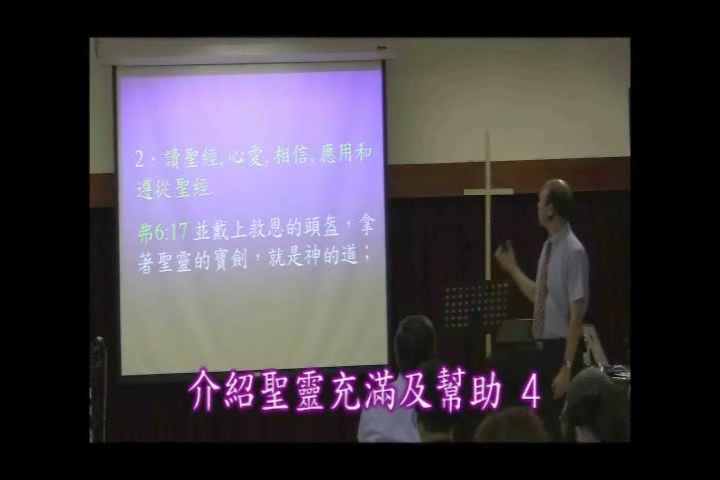 2．讀聖經, 心愛, 相信, 應用和
遵從聖經.
弗6:17 並戴上救恩的頭盔，拿
著聖靈的寶劍，就是神的道；
介紹聖靈充滿及幫助 4